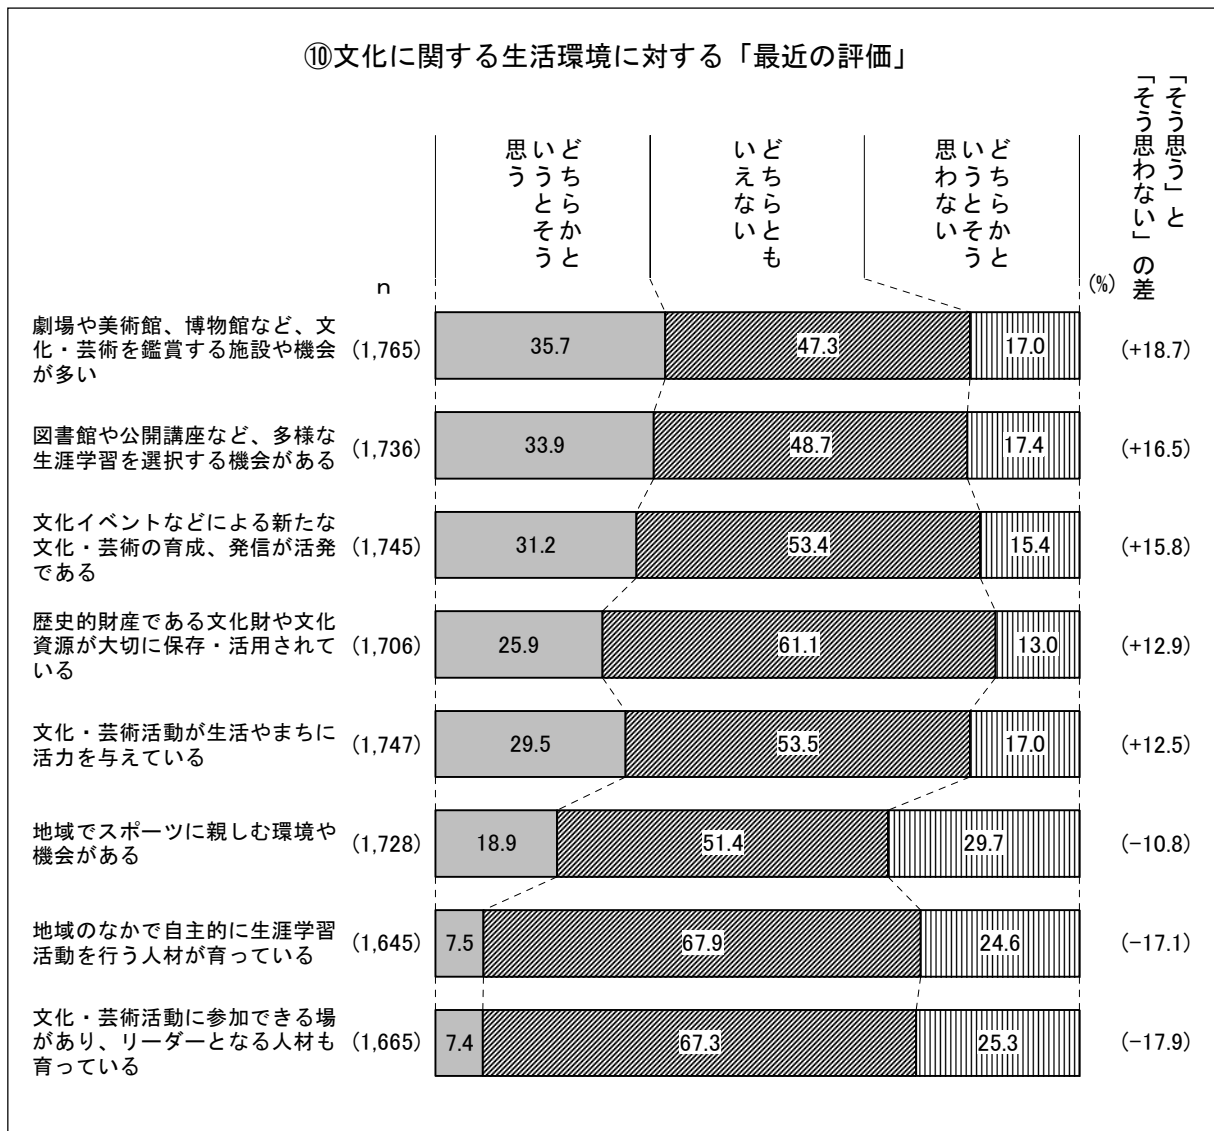 ⑩文化に関する生活環境に対する「最近の評価」
どちらかと
いうとそう
思う
どちらとも
いえない
どちらかと
いうとそう
思わない
「そう思う」と
「そう思わない」の差
n
(%)
劇場や美術館、博物館など、文
化・芸術を鑑賞する施設や機会
が多い
(1,765)
35.7
47.3
17.0
(+18.7)
図書館や公開講座など、多様な
生涯学習を選択する機会がある
(1,736)
33.9
48.7
17.4
(+16.5)
文化イベントなどによる新たな
文化・芸術の育成、発信が活発
である
(1,745)
31.2
53.4
15.4
(+15.8)
歴史的財産である文化財や文化
資源が大切に保存・活用されて
いる
(1,706)
25.9
61.1
13.0
(+12.9)
文化・芸術活動が生活やまちに
活力を与えている
(1,747)
29.5
53.5
17.0
(+12.5)
地域でスポーツに親しむ環境や
機会がある
(1,728)
18.9
51.4
29.7
(−10.8)
地域のなかで自主的に生涯学習
活動を行う人材が育っている
(1,645)
7.5
67.9
24.6
(−17.1)
文化・芸術活動に参加できる場
があり、リーダーとなる人材も
育っている
(1,665)
7.4
67.3
25.3
(−17.9)